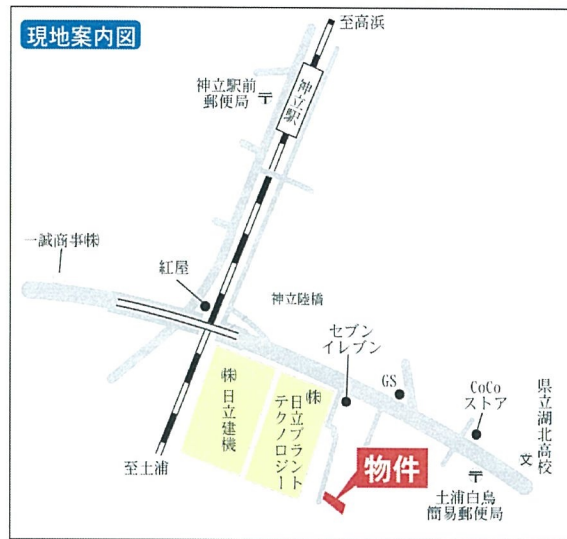 現地案内図
至高浜
神立駅前
郵便局
神立駅
一誠商事㈱
紅屋
神立陸橋
セブン
イレブン
GS
CoCo
ストア
県立湖北高校
文
㈱日立建機
㈱
日立プラント
テクノロジー
至土浦
物件
土浦白鳥
簡易郵便局